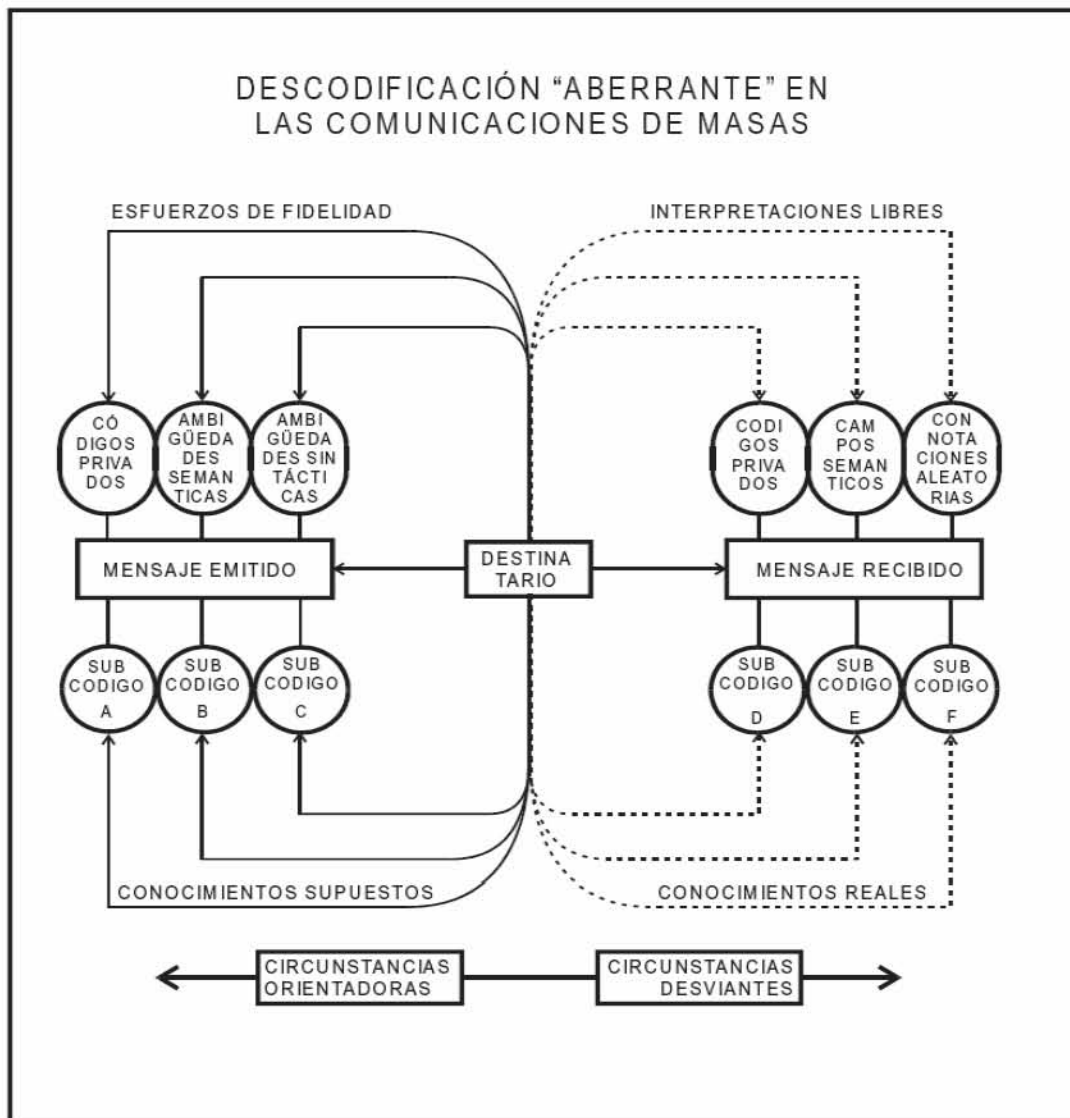 DESCODIFICACIÓN “ABERRANTE” EN
LAS COMUNICACIONES DE MASAS
ESFUERZOS DE FIDELIDAD
INTERPRETACIONES LIBRES
CÓ
DIGOS
PRIVA
DOS
AMBI
GÜEDA
DES
SEMAN
TICAS
AMBI
GÜEDA
DES SIN
TÁCTI
CAS
CODI
GOS
PRIVA
DOS
CAM
POS
SEMAN
TICOS
CON
NOTA
CIONES
ALEATO
RIAS
MENSAJE EMITIDO
DESTINA
TARIO
MENSAJE RECIBIDO
SUB
CODIGO
A
SUB
CODIGO
B
SUB
CODIGO
C
SUB
CODIGO
D
SUB
CODIGO
E
SUB
CODIGO
F
CONOCIMIENTOS SUPUESTOS
CONOCIMIENTOS REALES
CIRCUNSTANCIAS
ORIENTADORAS
CIRCUNSTANCIAS
DESVIANTES